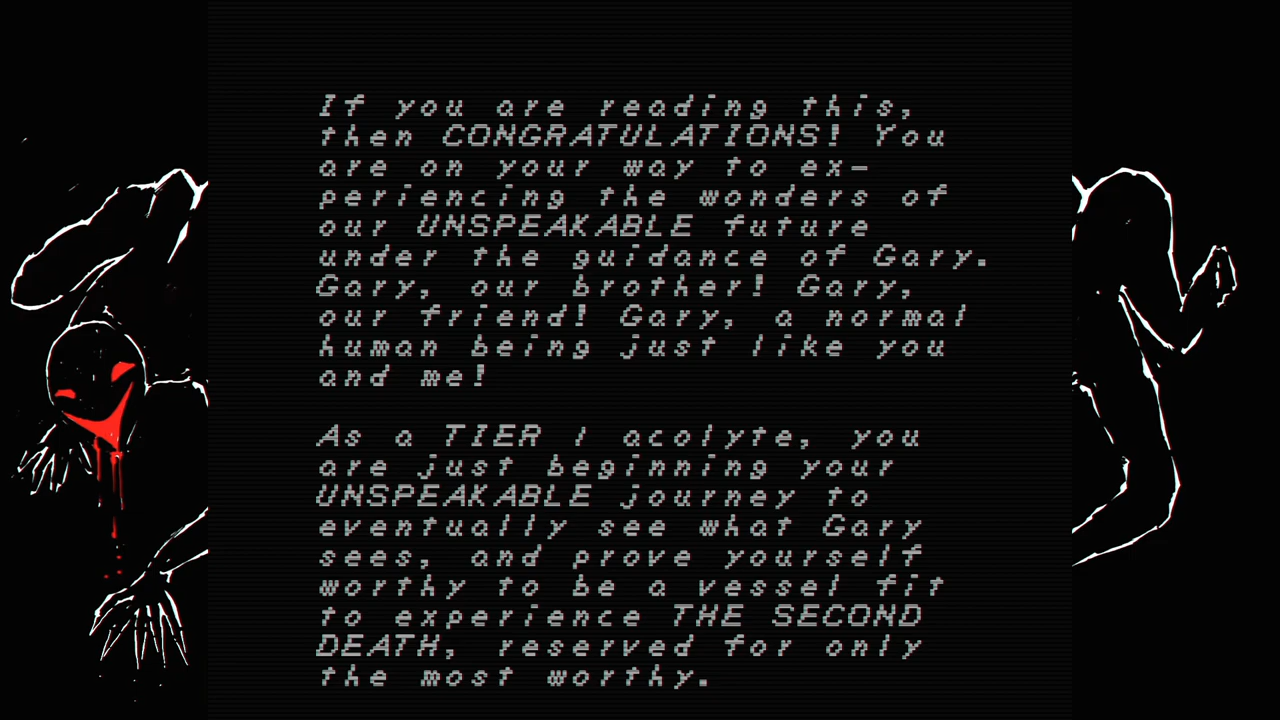 If you are reading this,
then CONGRATULATIONS! You
are on your way to ex-
periencing the wonders of
our UNSPEAKABLE future
under the guidance of Gary.
Gary, our brother! Gary,
our friend! Gary, a normal
human being just like you
and me!
As a TIER 1 acolyte, you
are just beginning your
UNSPEAKABLE journey to
eventually see what Gary
sees, and prove yourself
worthy to be a vessel fit
to experience THE SECOND
DEATH, reserved for only
the most worthy.